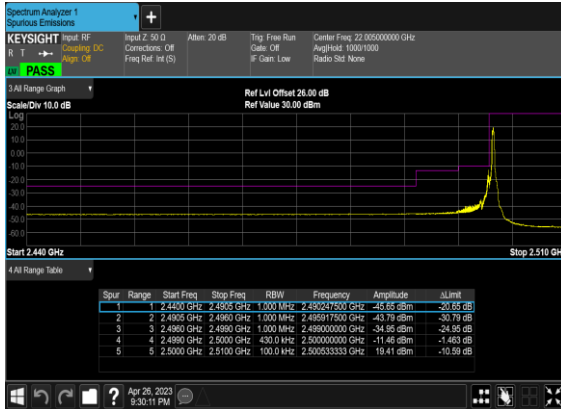 Spectrum Analyzer 1
Spurious Emissions
+
KEYSIGHT Input: RF Input Z: 50 Ω Atten: 20 dB Trig: Free Run Center Freq: 22.005000000 GHz
R T Coupling: DC Corrections: Off Gate: Off Avg|Hold: 1000/1000
Align: Off Freq Ref: Int (S) IF Gain: Low Radio Std: None
PASS
3 All Range Graph
Ref Lvl Offset 26.00 dB
Scale/Div 10.0 dB Ref Value 30.00 dBm
Log
20.0
10.0
0.00
-10.0
-20.0
-30.0
-40.0
-50.0
-60.0
Start 2.440 GHz Stop 2.510 GH
4 All Range Table
Spur Range Start Freq Stop Freq RBW Frequency Amplitude ΔLimit
1 1 2.4400 GHz 2.4905 GHz 1.000 MHz 2.490247500 GHz -45.65 dBm -20.65 dB
2 2 2.4905 GHz 2.4960 GHz 1.000 MHz 2.495917500 GHz -43.79 dBm -30.79 dB
3 3 2.4960 GHz 2.4990 GHz 1.000 MHz 2.499000000 GHz -34.95 dBm -24.95 dB
4 4 2.4990 GHz 2.5000 GHz 430.0 kHz 2.500000000 GHz -11.46 dBm -1.463 dB
5 5 2.5000 GHz 2.5100 GHz 100.0 kHz 2.500533333 GHz 19.41 dBm -10.59 dB
? Apr 26, 2023
9:30:11 PM